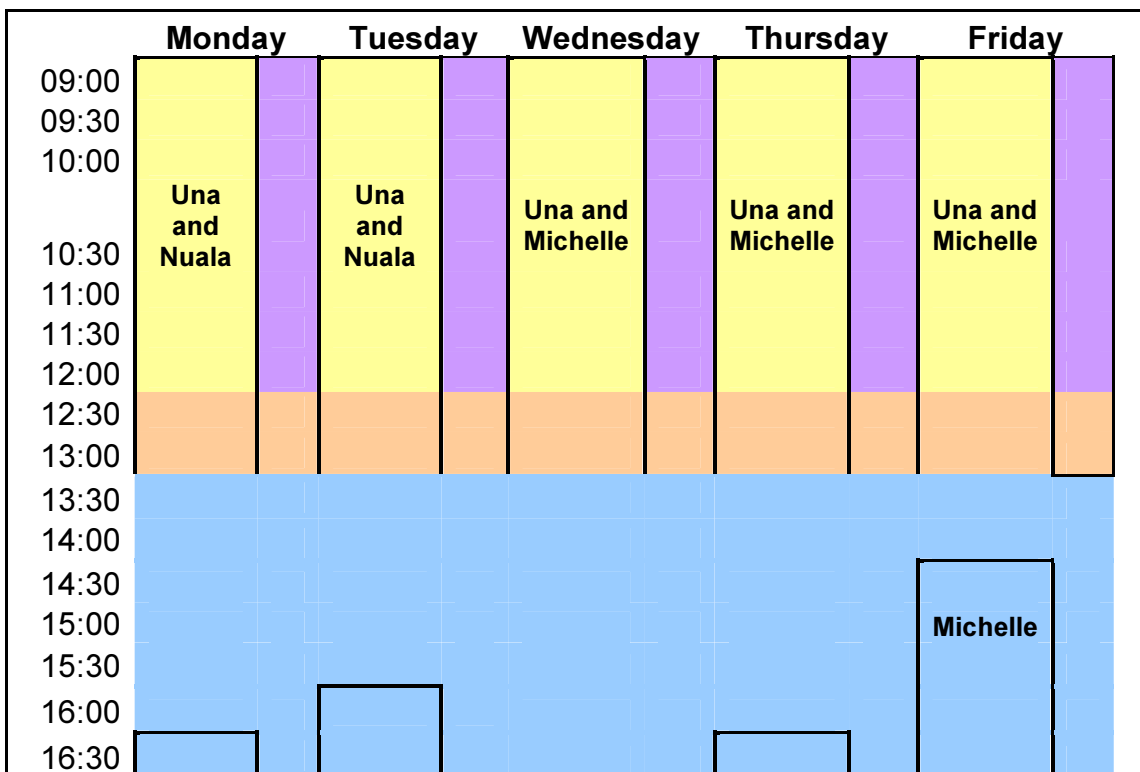 Monday Tuesday Wednesday Thursday Friday
09:00
09:30
10:00
Una
and
Nuala
Una
and
Nuala
Una and
Michelle
Una and
Michelle
Una and
Michelle
10:30
11:00
11:30
12:00
12:30
13:00
13:30
14:00
14:30
15:00
Michelle
15:30
16:00
16:30